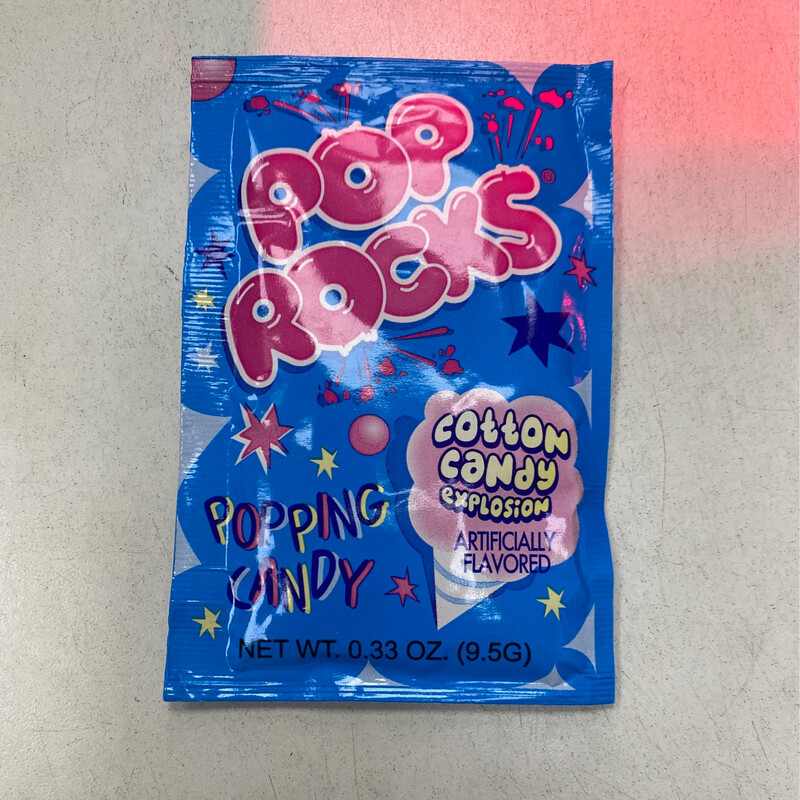 POP
ROCKS®
cotton
candy
explosion
ARTIFICIALLY
FLAVORED
POPPING
CANDY
NET WT. 0.33 OZ. (9.5G)